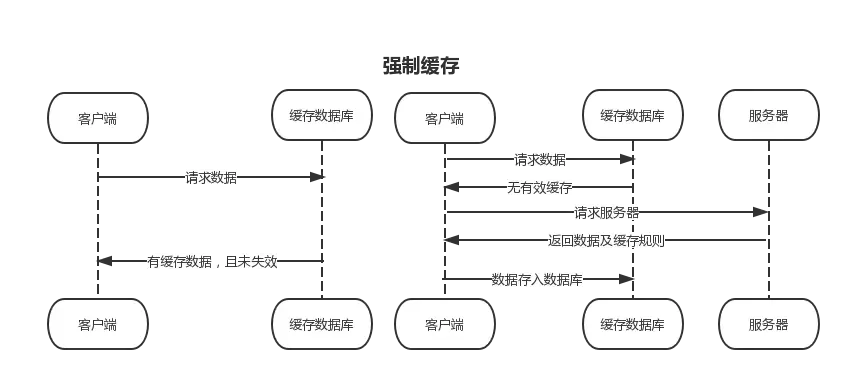 强制缓存
客户端
缓存数据库
请求数据
有缓存数据，且未失效
客户端
缓存数据库
客户端
缓存数据库
服务器
请求数据
无有效缓存
请求服务器
返回数据及缓存规则
数据存入数据库
客户端
缓存数据库
服务器